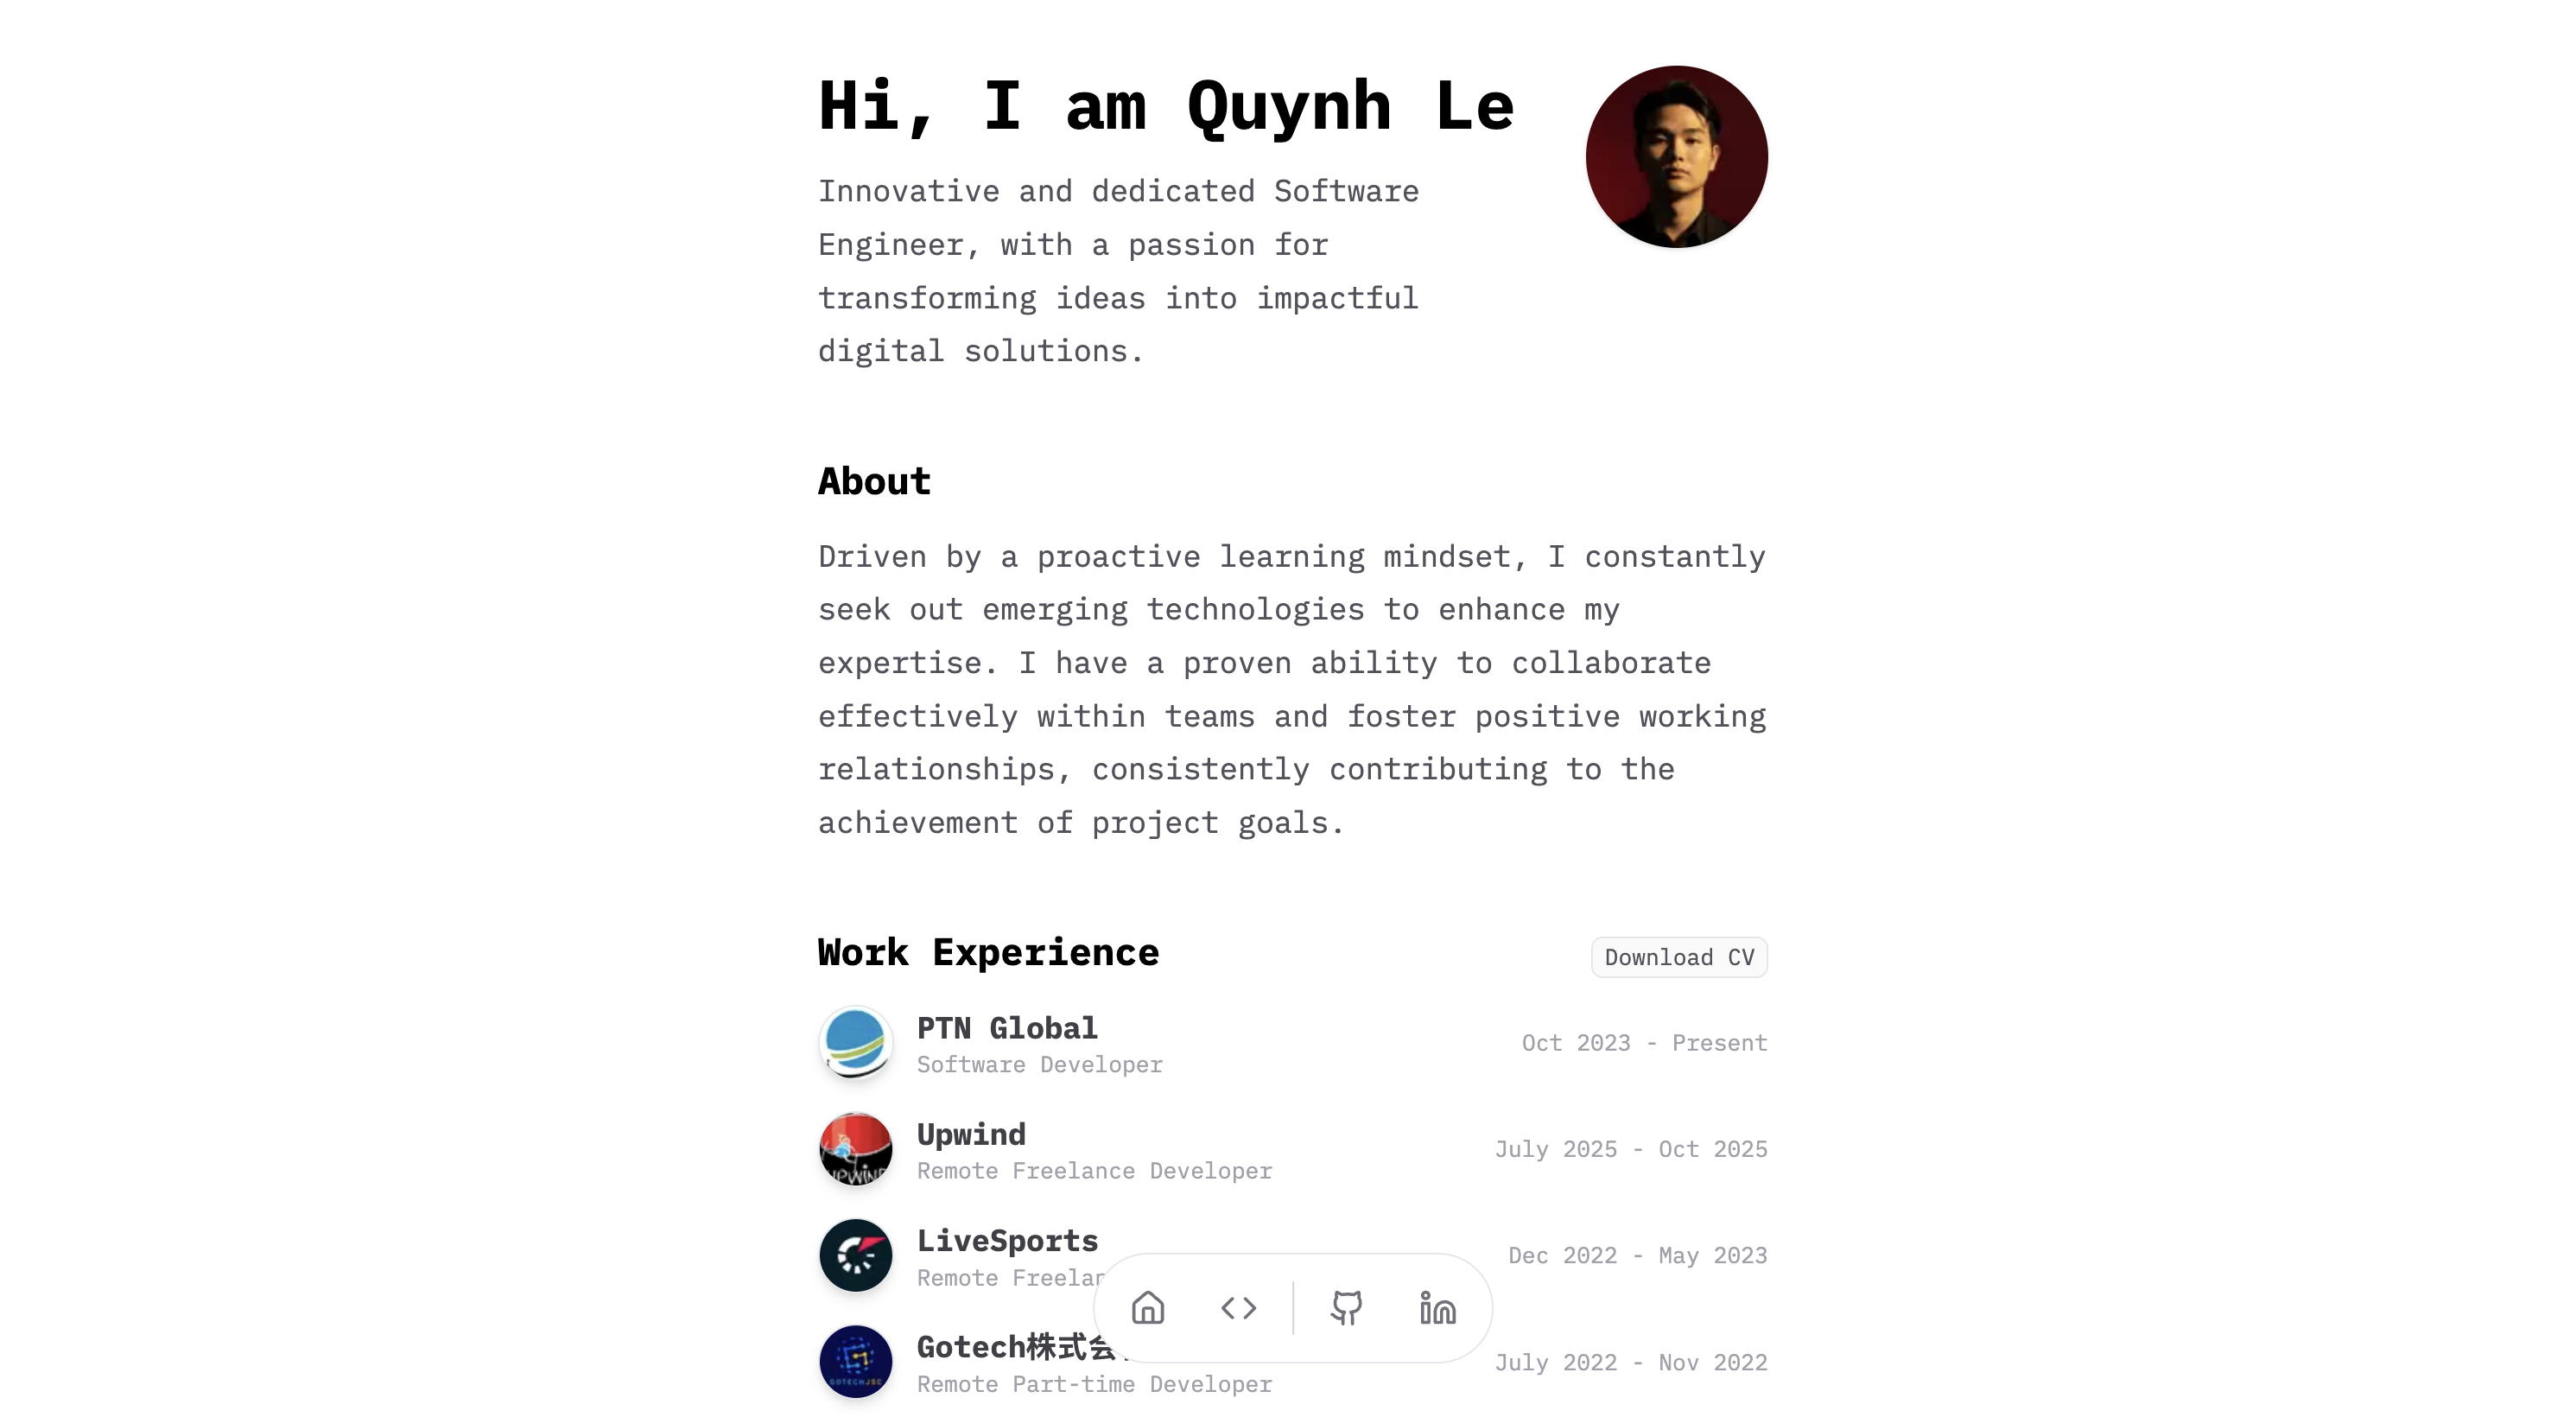 Hi, I am Quynh Le
Innovative and dedicated Software
Engineer, with a passion for
transforming ideas into impactful
digital solutions.
About
Driven by a proactive learning mindset, I constantly
seek out emerging technologies to enhance my
expertise. I have a proven ability to collaborate
effectively within teams and foster positive working
relationships, consistently contributing to the
achievement of project goals.
Work Experience
Download CV
PTN Global
Software Developer
Oct 2023 - Present
Upwind
Remote Freelance Developer
July 2025 - Oct 2025
UPWIND
LiveSports
Remote
Dec 2022 - May 2023
Gotech株式会
Remote Part-time Developer
July 2022 - Nov 2022
GOTECHJSC